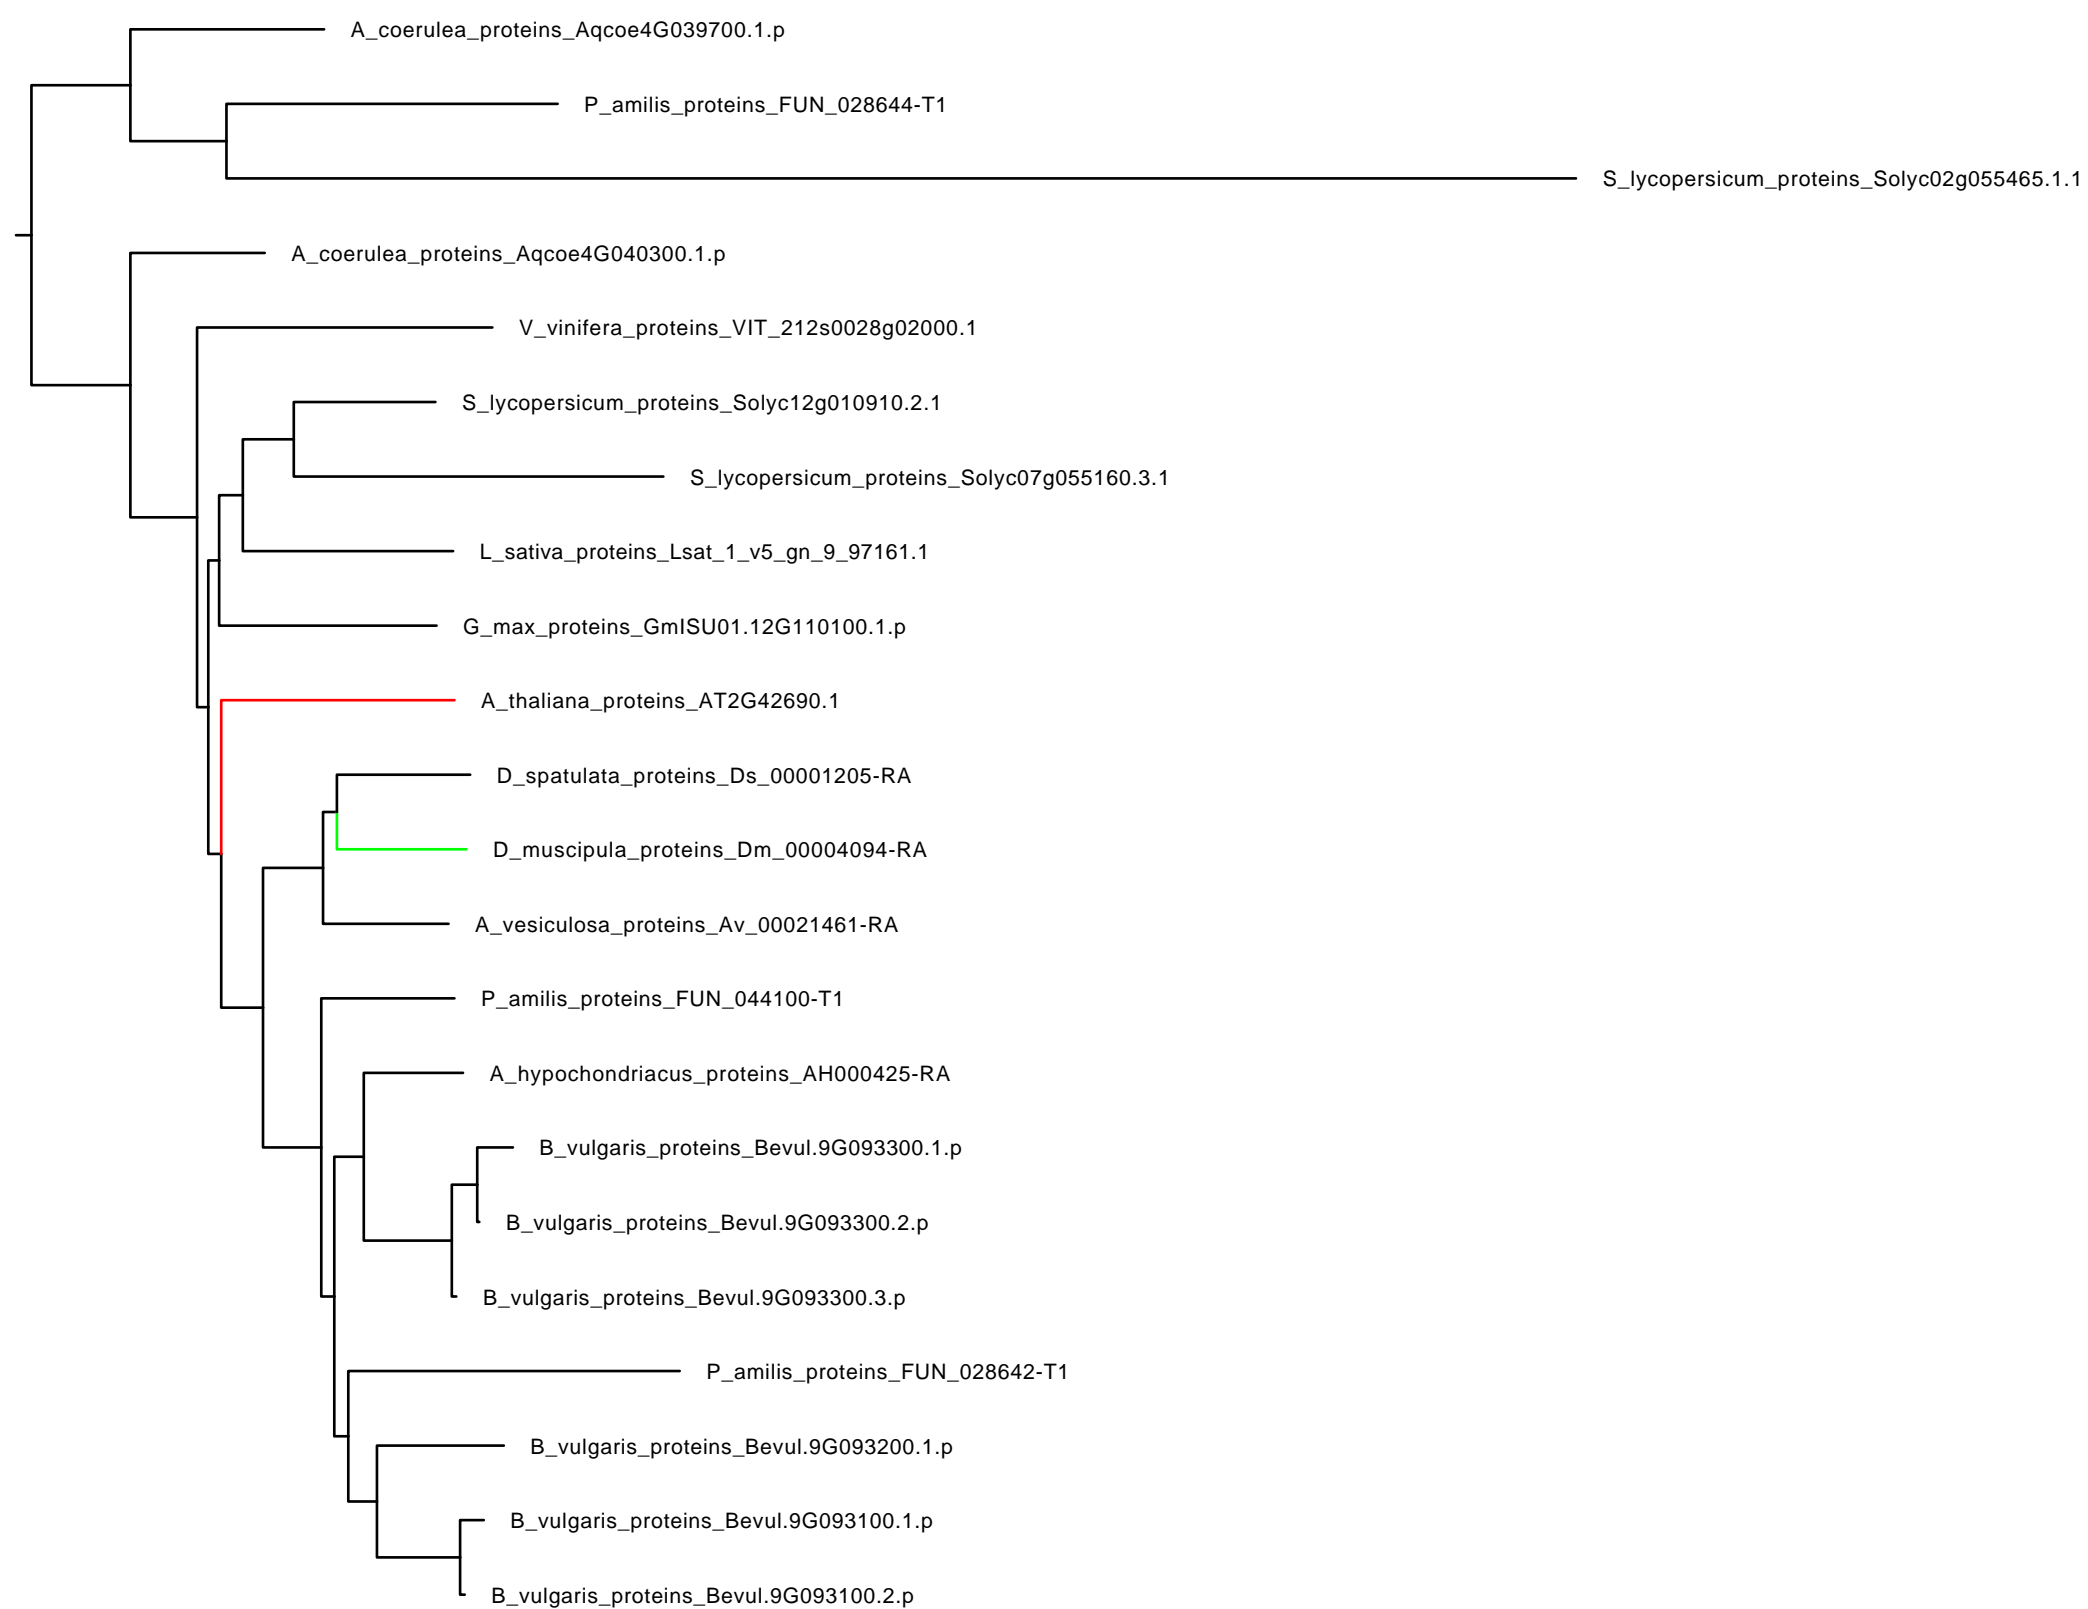 A_coerulea_proteins_Aqcoe4G039700.1.p
P_amilis_proteins_FUN_028644-T1
S_lycopersicum_proteins_Solyc02g055465.1.1
A_coerulea_proteins_Aqcoe4G040300.1.p
V_vinifera_proteins_VIT_212s0028g02000.1
S_lycopersicum_proteins_Solyc12g010910.2.1
S_lycopersicum_proteins_Solyc07g055160.3.1
L_sativa_proteins_Lsat_1_v5_gn_9_97161.1
G_max_proteins_GmISU01.12G110100.1.p
A_thaliana_proteins_AT2G42690.1
D_spatulata_proteins_Ds_00001205-RA
D_muscipula_proteins_Dm_00004094-RA
A_vesiculosa_proteins_Av_00021461-RA
P_amilis_proteins_FUN_044100-T1
A_hypochondriacus_proteins_AH000425-RA
B_vulgaris_proteins_Bevul.9G093300.1.p
B_vulgaris_proteins_Bevul.9G093300.2.p
B_vulgaris_proteins_Bevul.9G093300.3.p
P_amilis_proteins_FUN_028642-T1
B_vulgaris_proteins_Bevul.9G093200.1.p
B_vulgaris_proteins_Bevul.9G093100.1.p
B_vulgaris_proteins_Bevul.9G093100.2.p